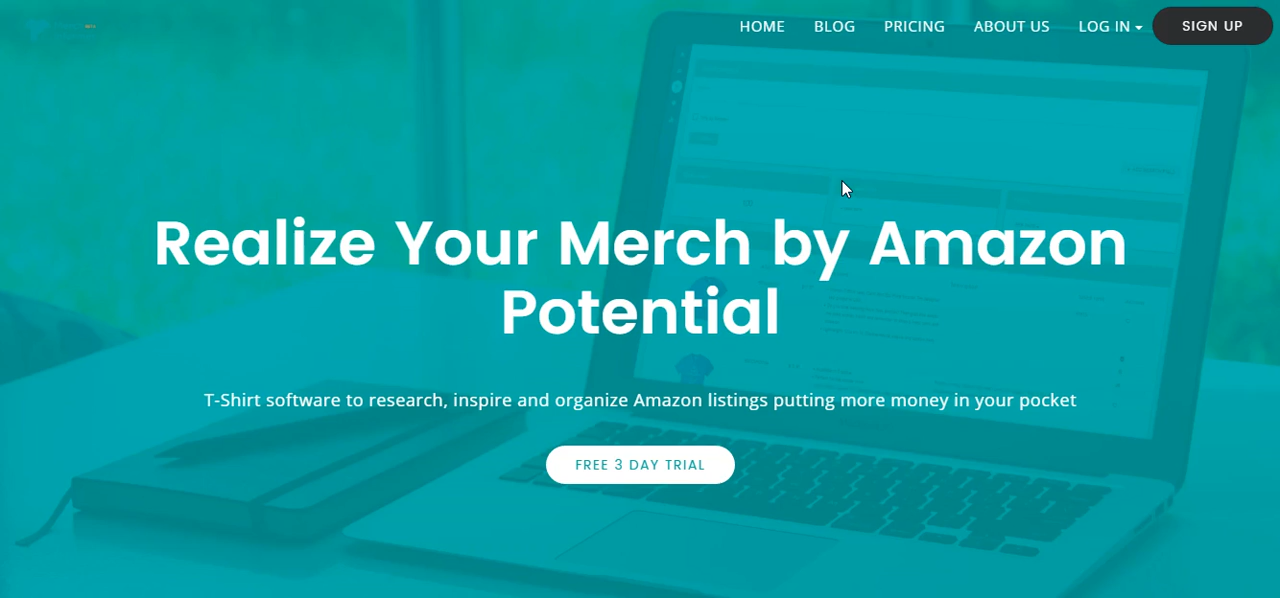 HOME BLOG PRICING ABOUT US LOG IN SIGN UP
Realize Your Merch by Amazon
Potential
T-Shirt software to research, inspire and organize Amazon listings putting more money in your pocket
FREE 3 DAY TRIAL